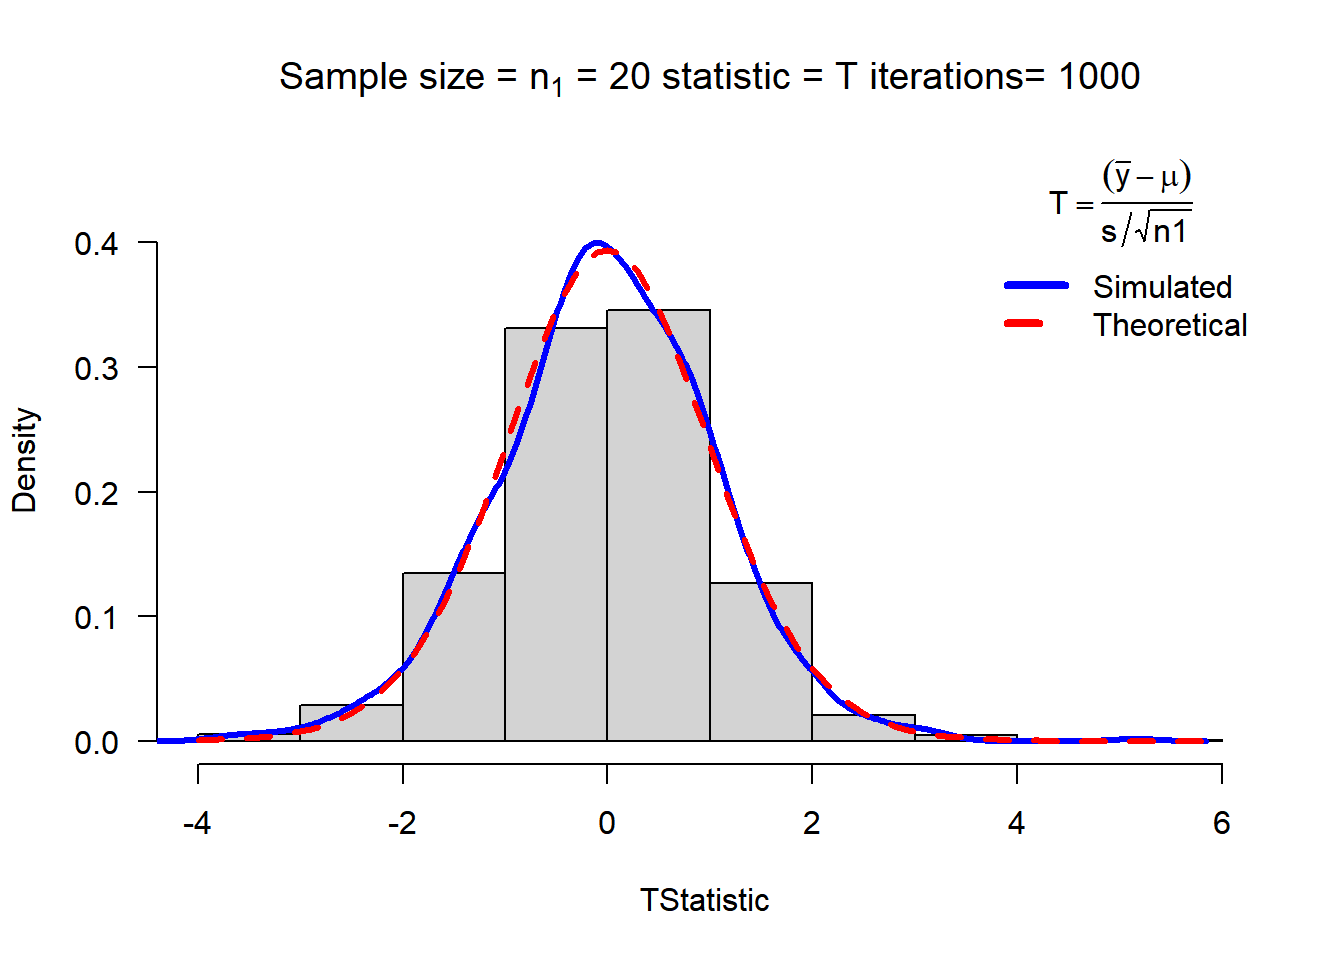 Sample size = n₁ = 20 statistic = T iterations= 1000
T = (ȳ − μ) / s/√n1
Simulated
Theoretical
Density
0.4
0.3
0.2
0.1
0.0
-4 -2 0 2 4 6
TStatistic